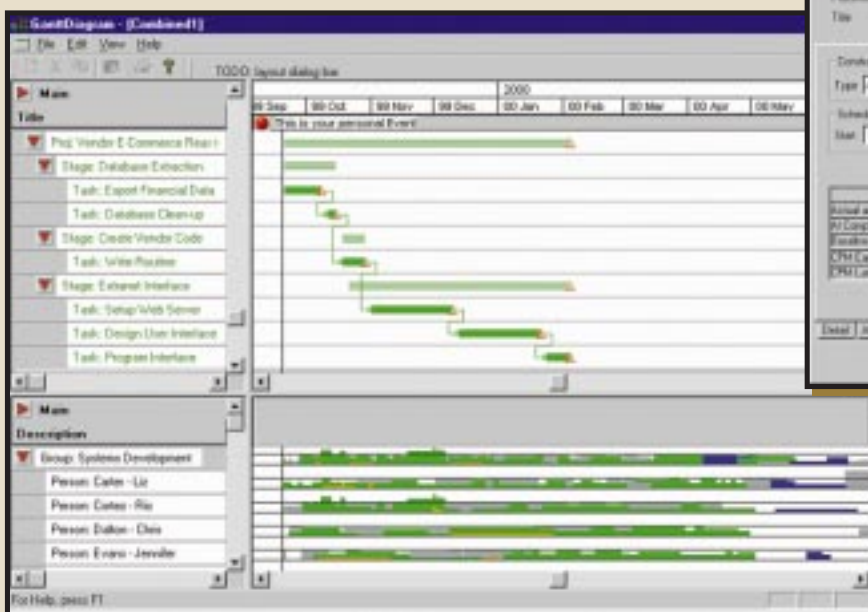 GanttDiagram - [Combined1]
File Edit View Help
TODO: layout dialog bar
Main
Title
2000
99 Sep 99 Oct 99 Nov 99 Dec 00 Jan 00 Feb 00 Mar 00 Apr 00 May
This is your personal Event!
Proj: Vendor E-Commerce
Stage: Database Extraction
Task: Export Financial Data
Task: Database Clean-up
Stage: Create Vendor Code
Task: Write Routine
Stage: Extranet Interface
Task: Setup Web Server
Task: Design User Interface
Task: Program Interface
Main
Description
Group: Systems Development
Person: Carter - Liz
Person: Cortez - Rio
Person: Dalton - Chris
Person: Evans - Jennifer
For Help, press F1
Title
Type
Start
Detail